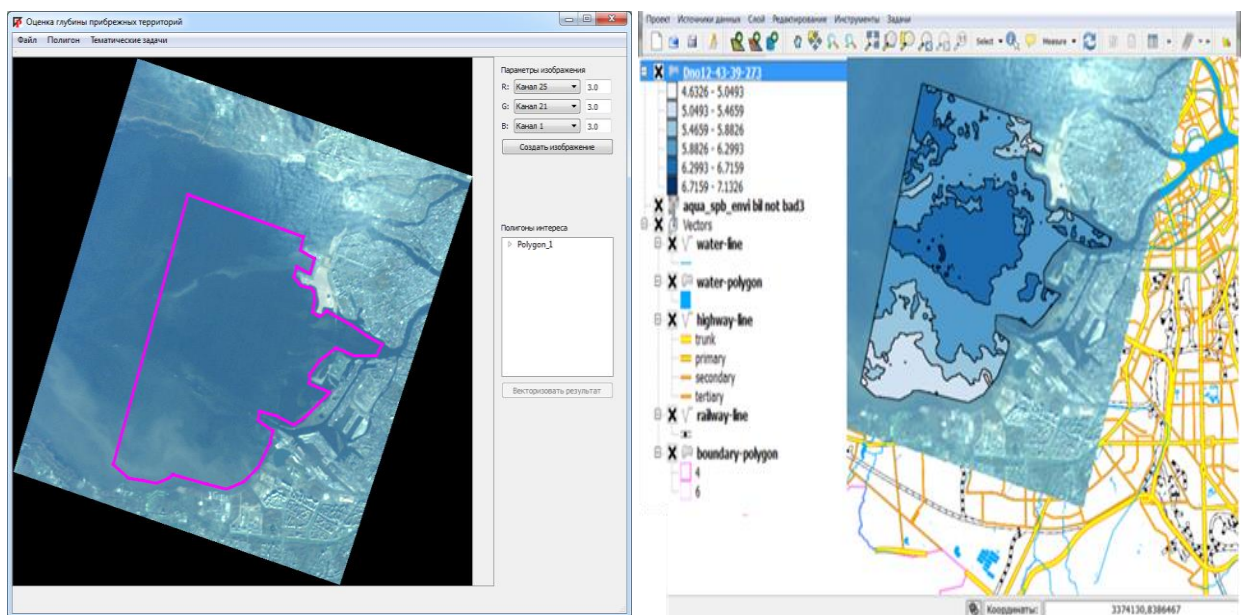 Оценка глубины прибрежных территорий
Файл Полигон Тематические задачи
Параметры изображения
R: Канал 25 3.0
G: Канал 21 3.0
B: Канал 1 3.0
Создать изображение
Полигоны интереса
Polygon_1
Векторизовать результат
Проект Источники данных Слой Редактирование Инструменты Задачи
Select Measure
Dno12-43-39-273
4.6326 - 5.0493
5.0493 - 5.4659
5.4659 - 5.8826
5.8826 - 6.2993
6.2993 - 6.7159
6.7159 - 7.1326
aqua_spb_envi bil not bad3
Vectors
water-line
water-polygon
highway-line
trunk
primary
secondary
tertiary
railway-line
boundary-polygon
4
6
Координаты: 3374130,8386467